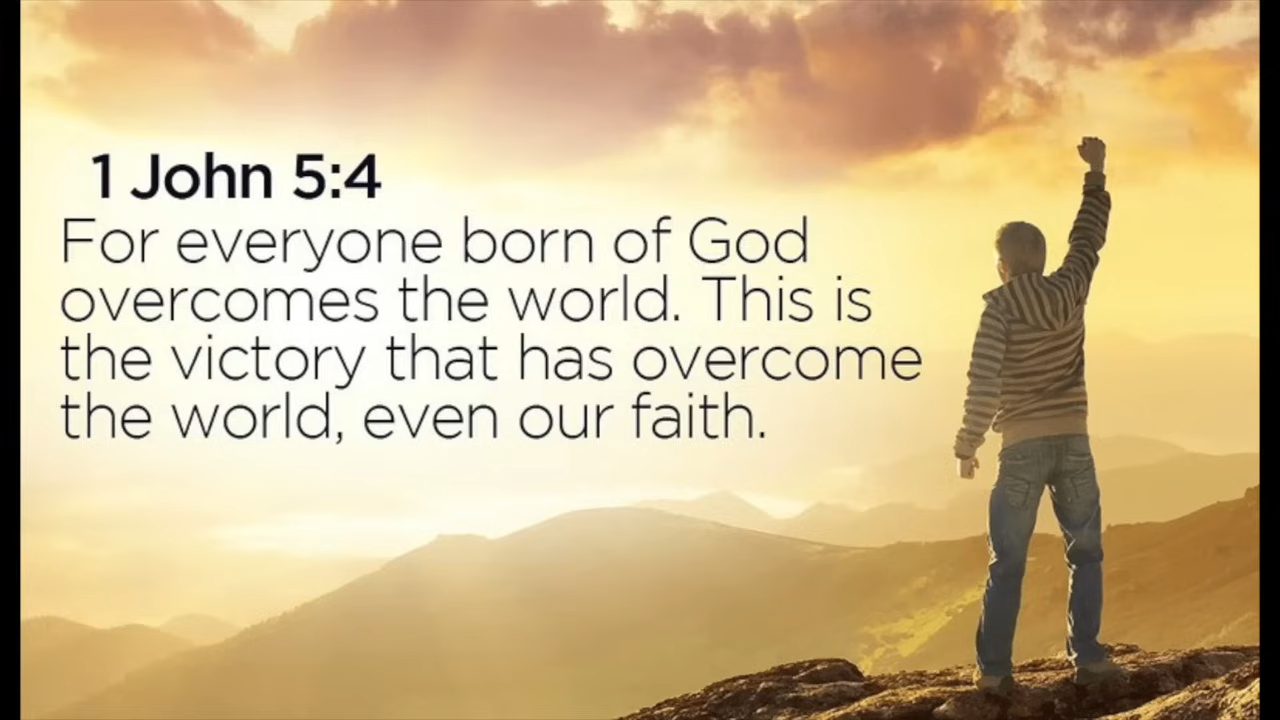 1 John 5:4
For everyone born of God
overcomes the world. This is
the victory that has overcome
the world, even our faith.